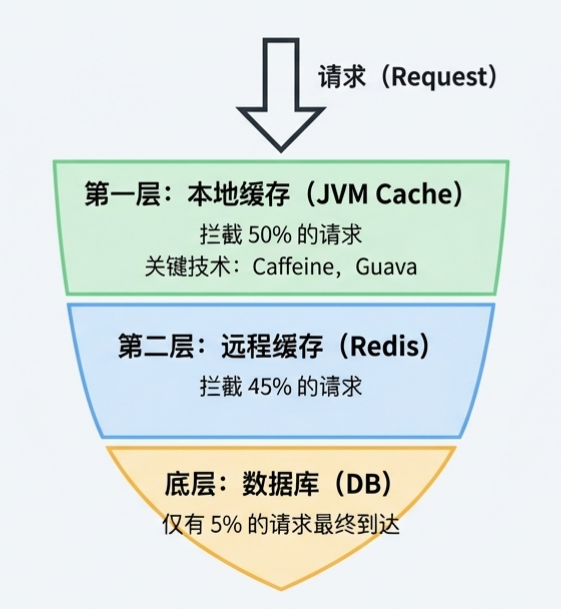 请求（Request）
第一层：本地缓存（JVM Cache）
拦截 50% 的请求
关键技术：Caffeine，Guava
第二层：远程缓存（Redis）
拦截 45% 的请求
底层：数据库（DB）
仅有 5% 的请求最终到达